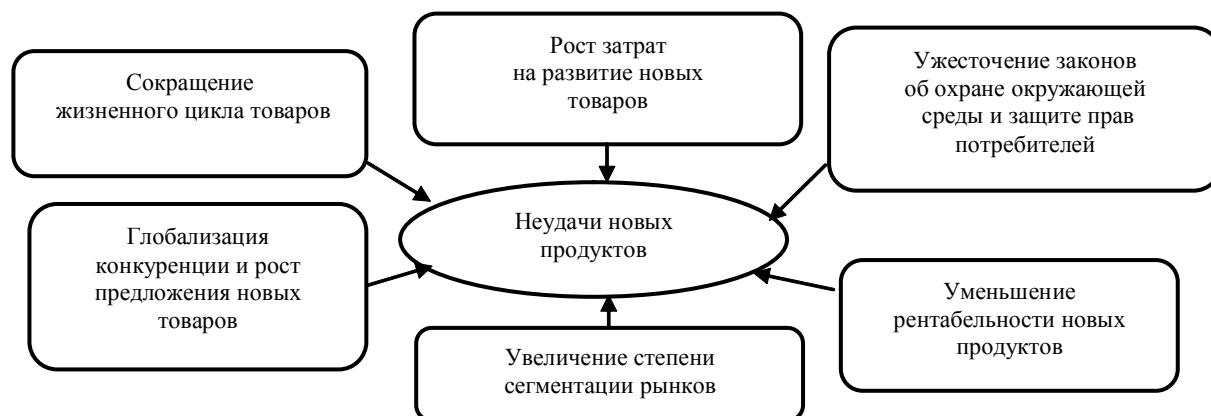 Сокращение
жизненного цикла товаров
Рост затрат
на развитие новых
товаров
Ужесточение законов
об охране окружающей
среды и защите прав
потребителей
Неудачи новых
продуктов
Глобализация
конкуренции и рост
предложения новых
товаров
Увеличение степени
сегментации рынков
Уменьшение
рентабельности новых
продуктов